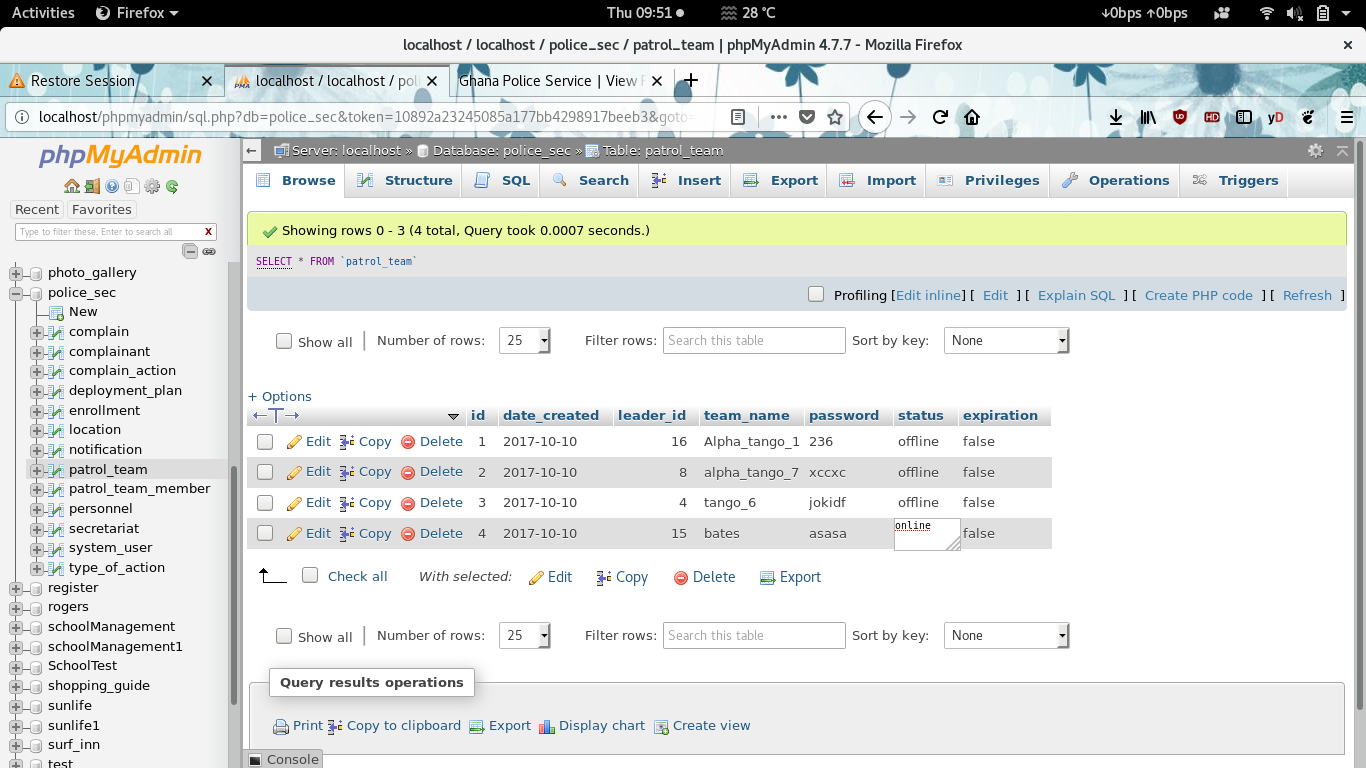 Activities Firefox Thu 09:51 28 °C ↓0bps ↑0bps
localhost / localhost / police_sec / patrol_team | phpMyAdmin 4.7.7 - Mozilla Firefox
Restore Session localhost / localhost / pol Ghana Police Service | View
localhost/phpmyadmin/sql.php?db=police_sec&token=10892a23245085a177bb4298917beeb3&goto=
phpMyAdmin
Recent Favorites
Type to filter these, Enter to search all X
photo_gallery
police_sec
New
complain
complainant
complain_action
deployment_plan
enrollment
location
notification
patrol_team
patrol_team_member
personnel
secretariat
system_user
type_of_action
register
rogers
schoolManagement
schoolManagement1
SchoolTest
shopping_guide
sunlife
sunlife1
surf_inn
test
Server: localhost » Database: police_sec » Table: patrol_team
Browse Structure SQL Search Insert Export Import Privileges Operations Triggers
Showing rows 0 - 3 (4 total, Query took 0.0007 seconds.)
SELECT * FROM `patrol_team`
Profiling [Edit inline] [ Edit ] [ Explain SQL ] [ Create PHP code ] [ Refresh ]
Show all | Number of rows: 25 Filter rows: Search this table Sort by key: None
+ Options
←T→ id date_created leader_id team_name password status expiration
Edit Copy Delete 1 2017-10-10 16 Alpha_tango_1 236 offline false
Edit Copy Delete 2 2017-10-10 8 alpha_tango_7 xccxc offline false
Edit Copy Delete 3 2017-10-10 4 tango_6 jokidf offline false
Edit Copy Delete 4 2017-10-10 15 bates asasa online false
Check all With selected: Edit Copy Delete Export
Show all | Number of rows: 25 Filter rows: Search this table Sort by key: None
Query results operations
Print Copy to clipboard Export Display chart Create view
Console